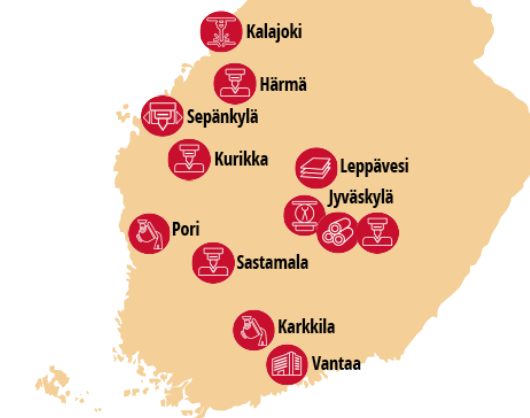 Kalajoki
Härmä
Sepänkylä
Kurikka
Leppävesi
Jyväskylä
Pori
Sastamala
Karkkila
Vantaa